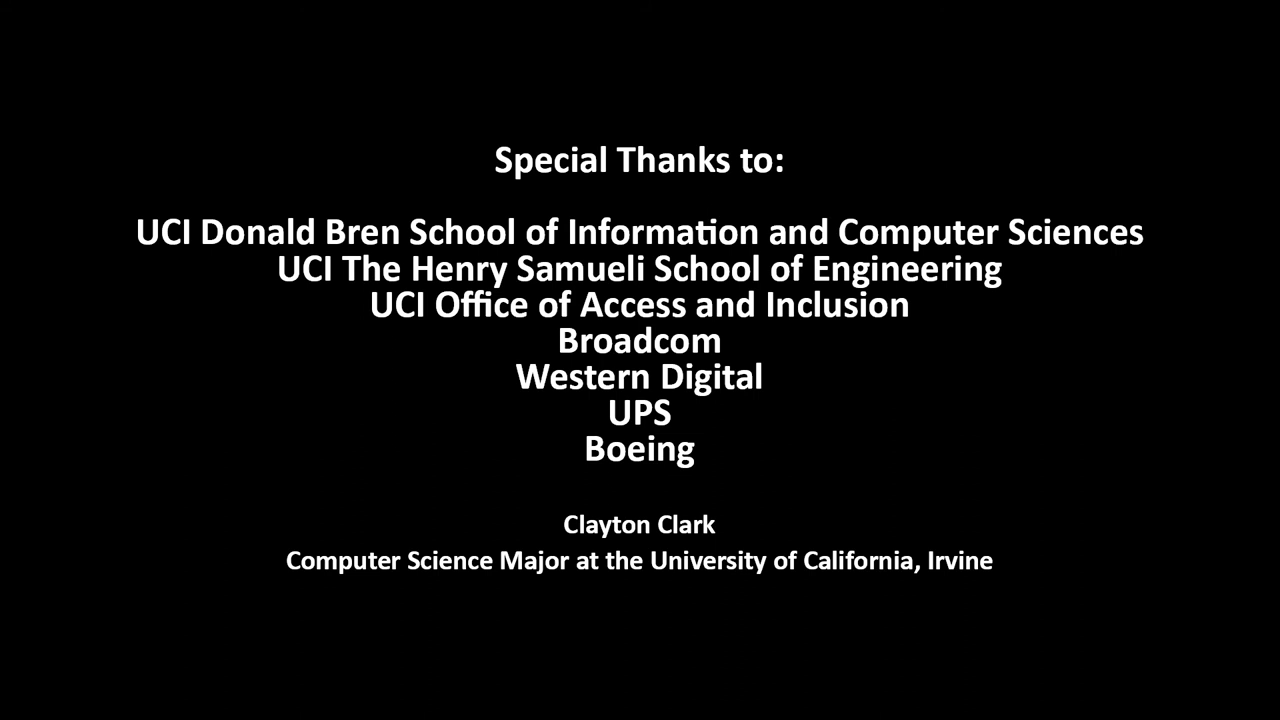 Special Thanks to:
UCI Donald Bren School of Information and Computer Sciences
UCI The Henry Samueli School of Engineering
UCI Office of Access and Inclusion
Broadcom
Western Digital
UPS
Boeing
Clayton Clark
Computer Science Major at the University of California, Irvine